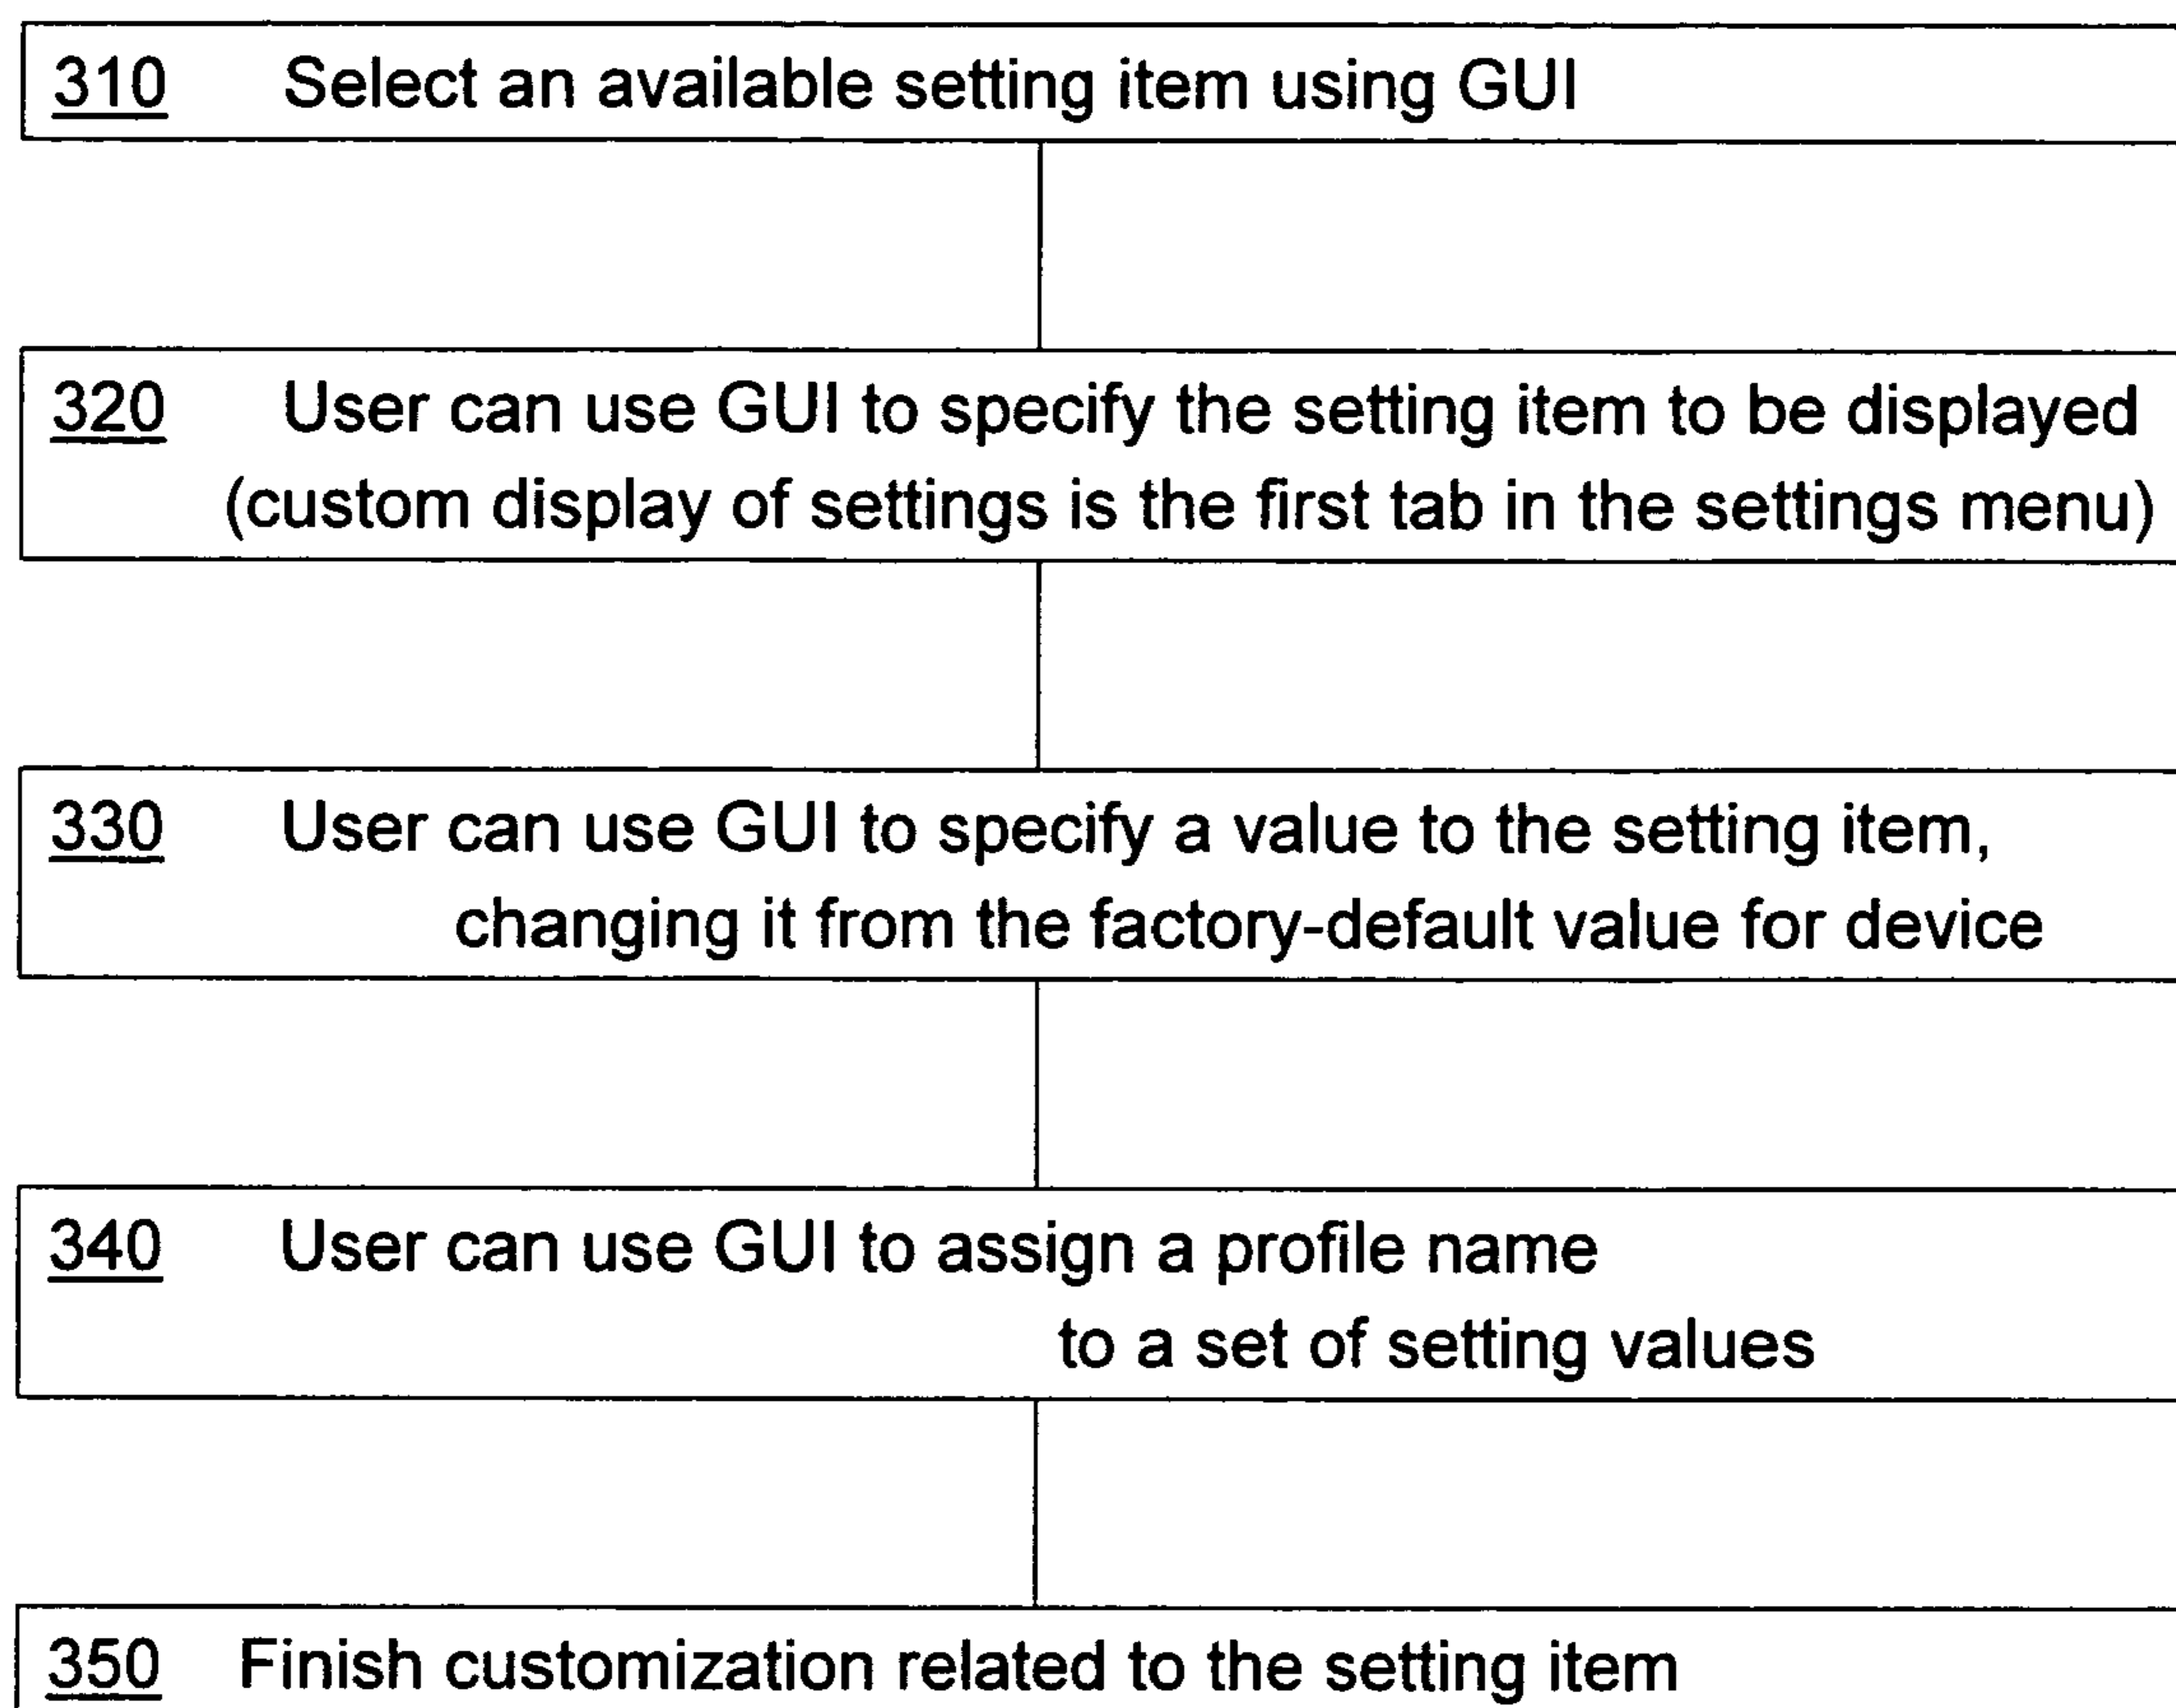 310 Select an available setting item using GUI
320 User can use GUI to specify the setting item to be displayed
(custom display of settings is the first tab in the settings menu)
330 User can use GUI to specify a value to the setting item,
changing it from the factory-default value for device
340 User can use GUI to assign a profile name
to a set of setting values
350 Finish customization related to the setting item